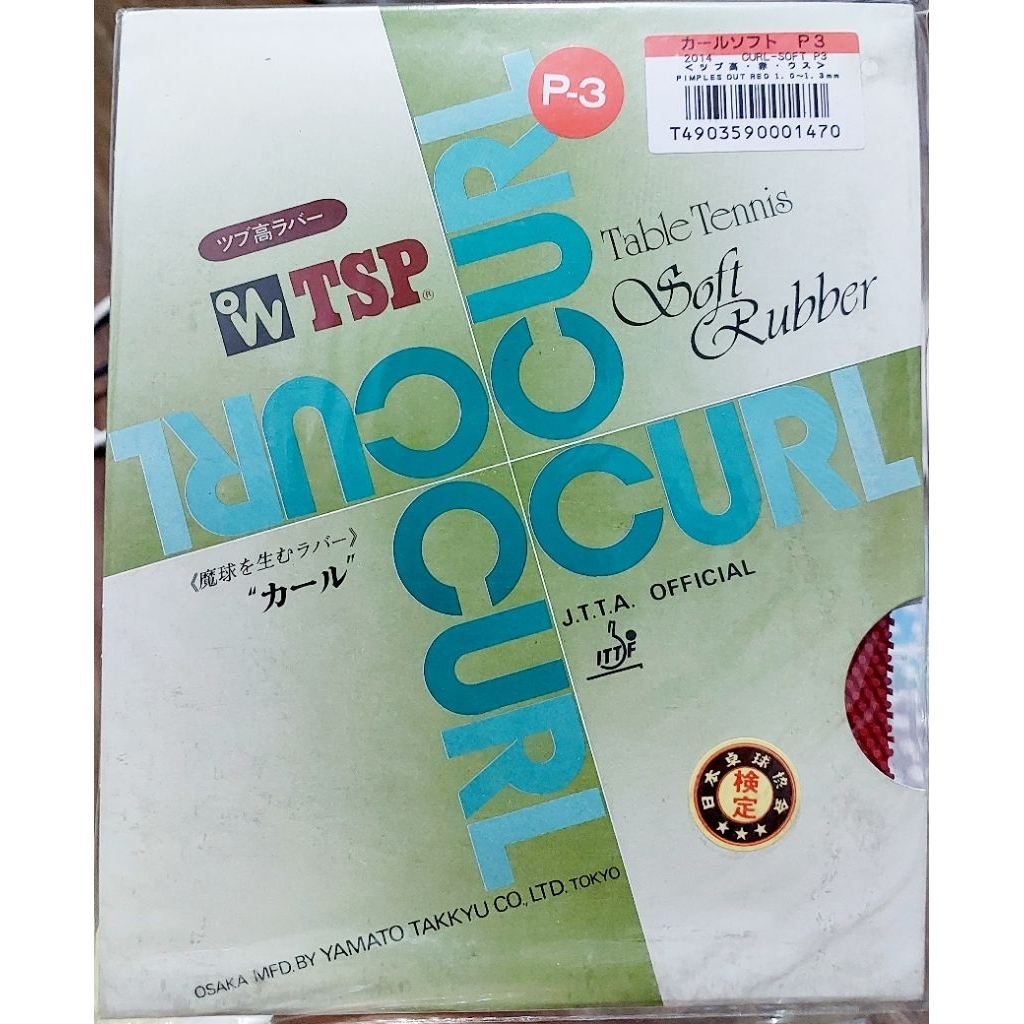 P-3
カールソフト P3
2014 CURL-SOFT P3
<ツブ高・赤・ウス>
PIMPLES OUT RED 1.0~1.3mm
T4903590001470
ツブ高ラバー
TSP®
Table Tennis
Soft
Rubber
CURL
CURL
CURL
CURL
《魔球を生むラバー》
“カール”
J.T.T.A. OFFICIAL
ITTF
日本卓球協会
検定
OSAKA MFD.BY YAMATO TAKKYU CO.,LTD. TOKYO